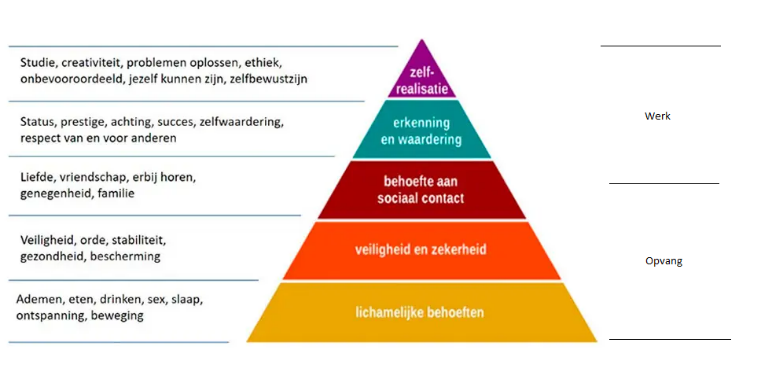 Studie, creativiteit, problemen oplossen, ethiek,
onbevooroordeeld, jezelf kunnen zijn, zelfbewustzijn
zelf-
realisatie
Status, prestige, achting, succes, zelfwaardering,
respect van en voor anderen
erkenning
en waardering
Werk
Liefde, vriendschap, erbij horen,
genegenheid, familie
behoefte aan
sociaal contact
Veiligheid, orde, stabiliteit,
gezondheid, bescherming
veiligheid en zekerheid
Opvang
Ademen, eten, drinken, sex, slaap,
ontspanning, beweging
lichamelijke behoeften